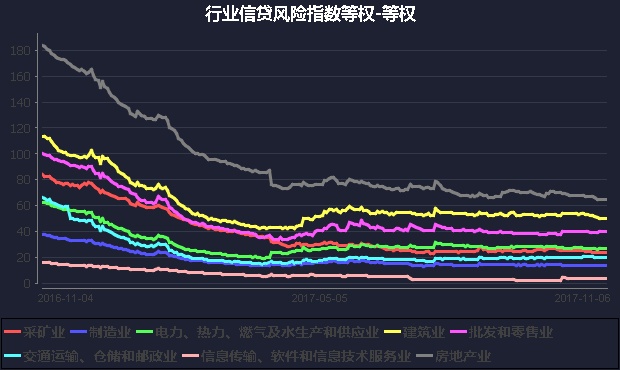 行业信贷风险指数等权-等权
180
160
140
120
100
80
60
40
20
0
2016-11-04 2017-05-05 2017-11-06
采矿业 制造业 电力、热力、燃气及水生产和供应业 建筑业 批发和零售业
交通运输、仓储和邮政业 信息传输、软件和信息技术服务业 房地产业